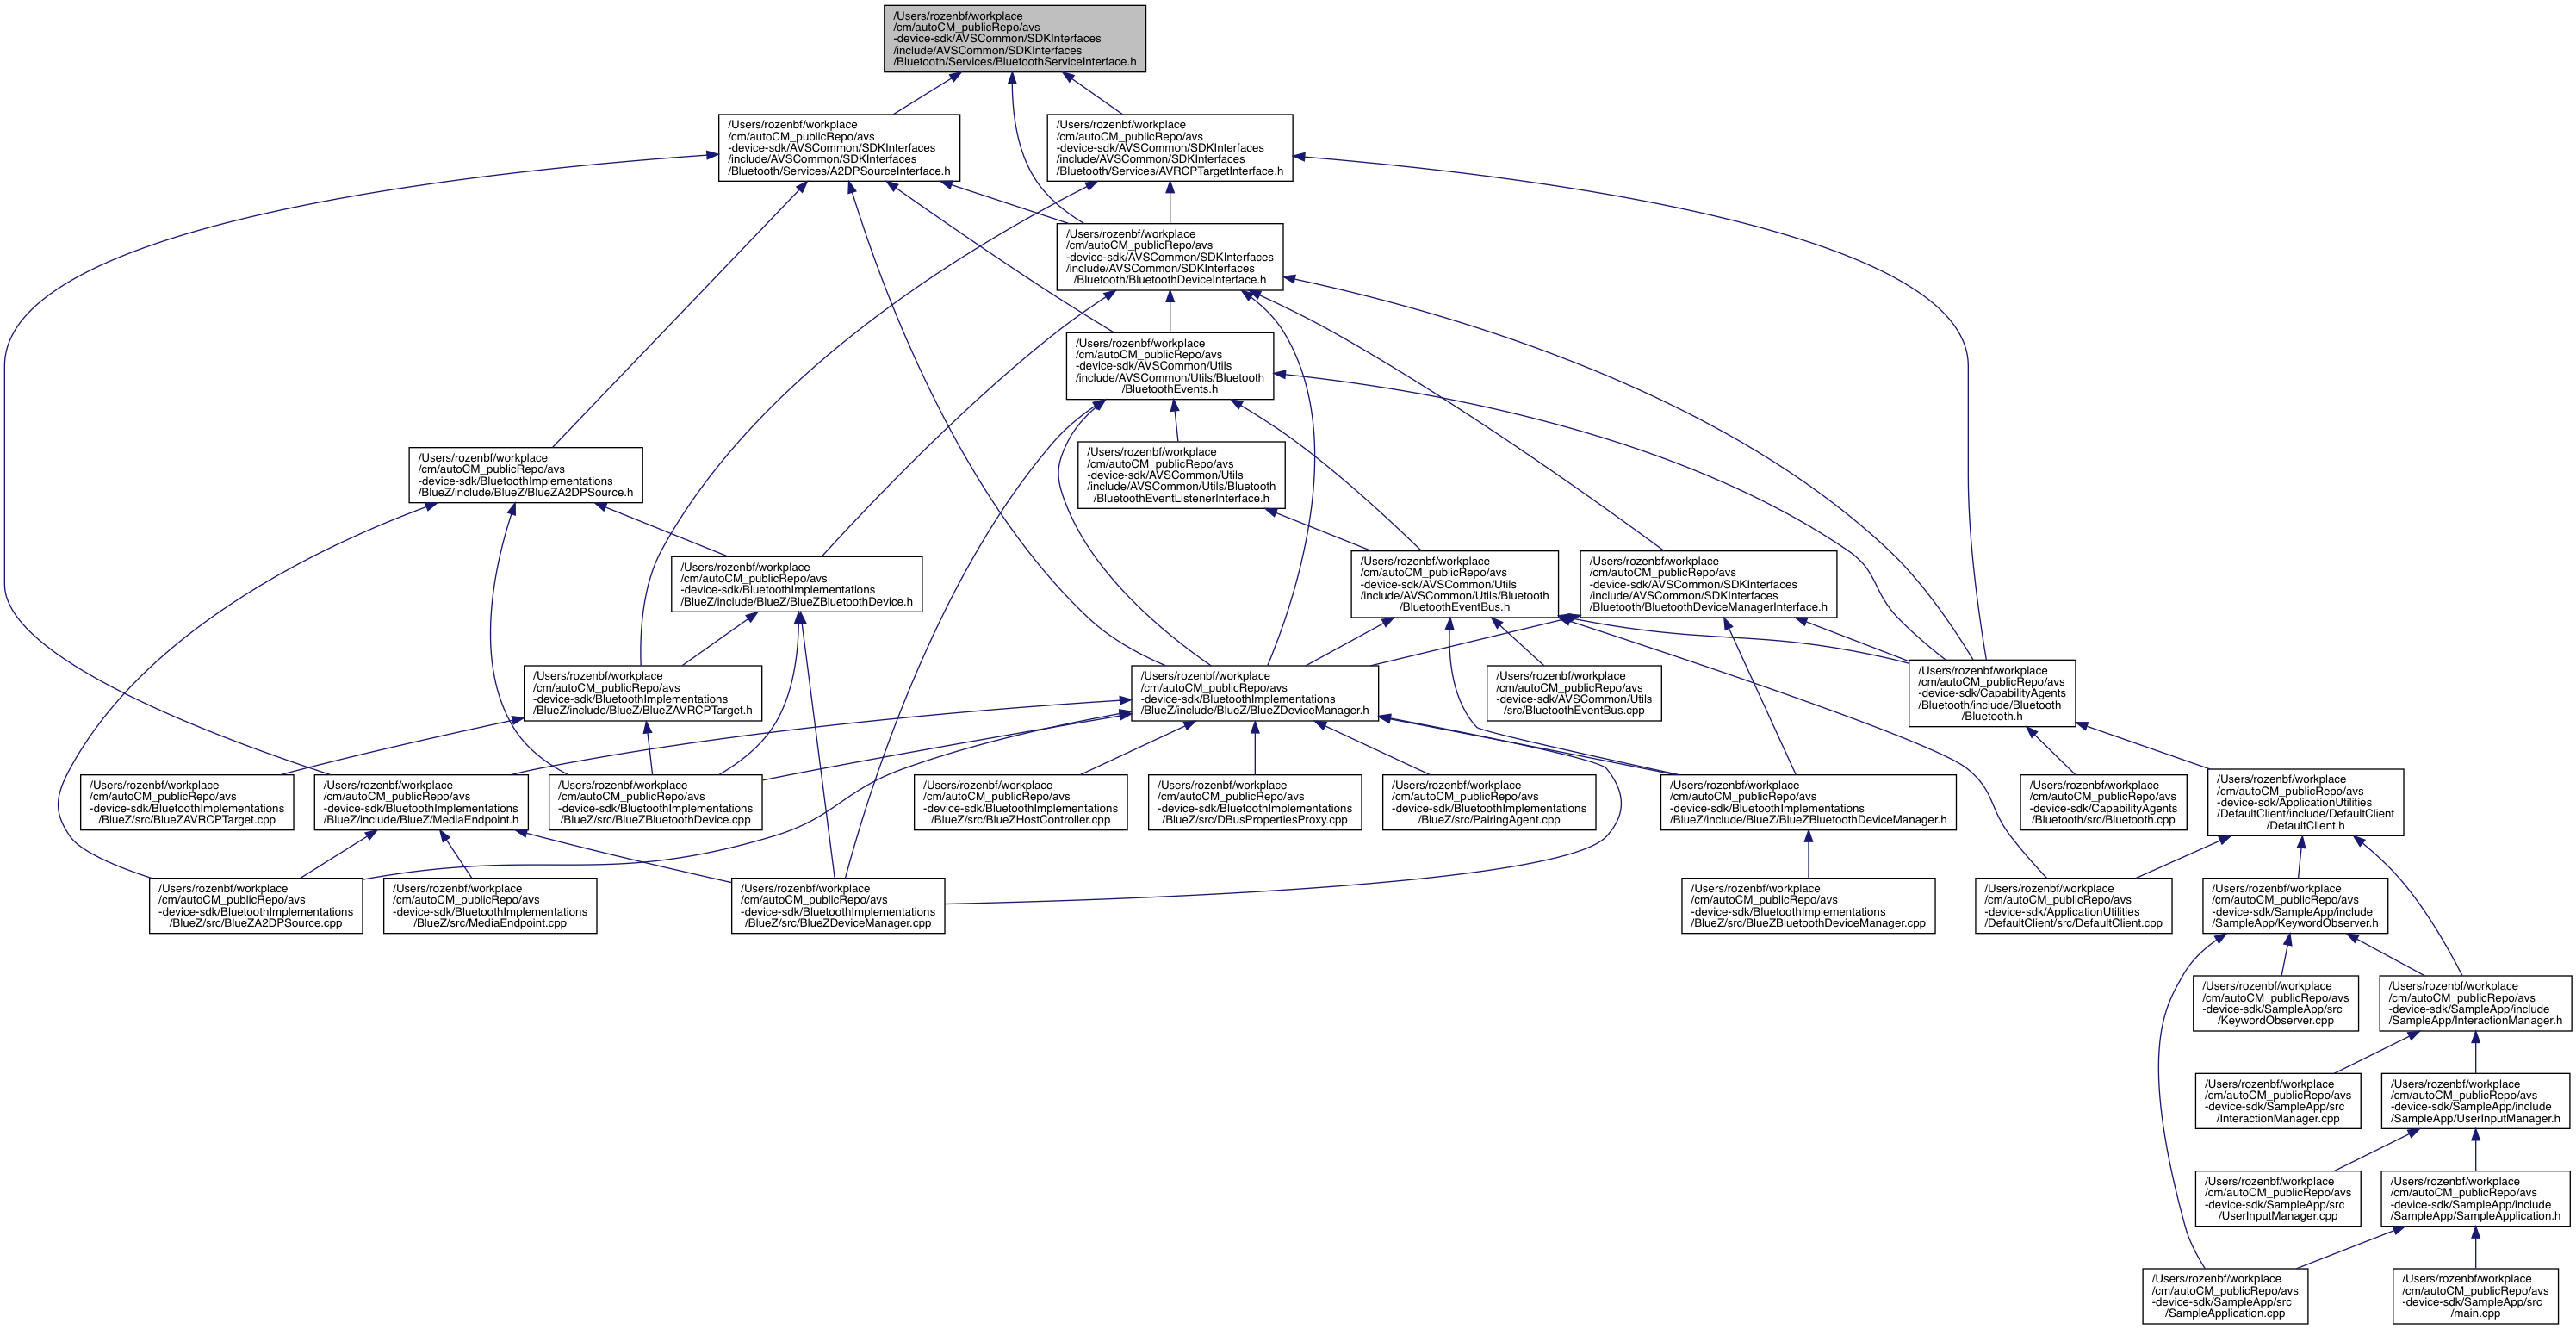 /Users/rozenbf/workplace
/cm/autoCM_publicRepo/avs
-device-sdk/AVSCommon/SDKInterfaces
/include/AVSCommon/SDKInterfaces
/Bluetooth/Services/BluetoothServiceInterface.h
/Users/rozenbf/workplace
/cm/autoCM_publicRepo/avs
-device-sdk/AVSCommon/SDKInterfaces
/include/AVSCommon/SDKInterfaces
/Bluetooth/Services/A2DPSourceInterface.h
/Users/rozenbf/workplace
/cm/autoCM_publicRepo/avs
-device-sdk/AVSCommon/SDKInterfaces
/include/AVSCommon/SDKInterfaces
/Bluetooth/Services/AVRCPTargetInterface.h
/Users/rozenbf/workplace
/cm/autoCM_publicRepo/avs
-device-sdk/AVSCommon/SDKInterfaces
/include/AVSCommon/SDKInterfaces
/Bluetooth/BluetoothDeviceInterface.h
/Users/rozenbf/workplace
/cm/autoCM_publicRepo/avs
-device-sdk/AVSCommon/Utils
/include/AVSCommon/Utils/Bluetooth
/BluetoothEvents.h
/Users/rozenbf/workplace
/cm/autoCM_publicRepo/avs
-device-sdk/BluetoothImplementations
/BlueZ/include/BlueZ/BlueZA2DPSource.h
/Users/rozenbf/workplace
/cm/autoCM_publicRepo/avs
-device-sdk/AVSCommon/Utils
/include/AVSCommon/Utils/Bluetooth
/BluetoothEventListenerInterface.h
/Users/rozenbf/workplace
/cm/autoCM_publicRepo/avs
-device-sdk/BluetoothImplementations
/BlueZ/include/BlueZ/BlueZBluetoothDevice.h
/Users/rozenbf/workplace
/cm/autoCM_publicRepo/avs
-device-sdk/AVSCommon/Utils
/include/AVSCommon/Utils/Bluetooth
/BluetoothEventBus.h
/Users/rozenbf/workplace
/cm/autoCM_publicRepo/avs
-device-sdk/AVSCommon/SDKInterfaces
/include/AVSCommon/SDKInterfaces
/Bluetooth/BluetoothDeviceManagerInterface.h
/Users/rozenbf/workplace
/cm/autoCM_publicRepo/avs
-device-sdk/BluetoothImplementations
/BlueZ/include/BlueZ/BlueZAVRCPTarget.h
/Users/rozenbf/workplace
/cm/autoCM_publicRepo/avs
-device-sdk/BluetoothImplementations
/BlueZ/include/BlueZ/BlueZDeviceManager.h
/Users/rozenbf/workplace
/cm/autoCM_publicRepo/avs
-device-sdk/AVSCommon/Utils
/src/BluetoothEventBus.cpp
/Users/rozenbf/workplace
/cm/autoCM_publicRepo/avs
-device-sdk/CapabilityAgents
/Bluetooth/include/Bluetooth
/Bluetooth.h
/Users/rozenbf/workplace
/cm/autoCM_publicRepo/avs
-device-sdk/BluetoothImplementations
/BlueZ/src/BlueZAVRCPTarget.cpp
/Users/rozenbf/workplace
/cm/autoCM_publicRepo/avs
-device-sdk/BluetoothImplementations
/BlueZ/include/BlueZ/MediaEndpoint.h
/Users/rozenbf/workplace
/cm/autoCM_publicRepo/avs
-device-sdk/BluetoothImplementations
/BlueZ/src/BlueZBluetoothDevice.cpp
/Users/rozenbf/workplace
/cm/autoCM_publicRepo/avs
-device-sdk/BluetoothImplementations
/BlueZ/src/BlueZHostController.cpp
/Users/rozenbf/workplace
/cm/autoCM_publicRepo/avs
-device-sdk/BluetoothImplementations
/BlueZ/src/DBusPropertiesProxy.cpp
/Users/rozenbf/workplace
/cm/autoCM_publicRepo/avs
-device-sdk/BluetoothImplementations
/BlueZ/src/PairingAgent.cpp
/Users/rozenbf/workplace
/cm/autoCM_publicRepo/avs
-device-sdk/BluetoothImplementations
/BlueZ/include/BlueZ/BlueZBluetoothDeviceManager.h
/Users/rozenbf/workplace
/cm/autoCM_publicRepo/avs
-device-sdk/CapabilityAgents
/Bluetooth/src/Bluetooth.cpp
/Users/rozenbf/workplace
/cm/autoCM_publicRepo/avs
-device-sdk/ApplicationUtilities
/DefaultClient/include/DefaultClient
/DefaultClient.h
/Users/rozenbf/workplace
/cm/autoCM_publicRepo/avs
-device-sdk/BluetoothImplementations
/BlueZ/src/BlueZA2DPSource.cpp
/Users/rozenbf/workplace
/cm/autoCM_publicRepo/avs
-device-sdk/BluetoothImplementations
/BlueZ/src/MediaEndpoint.cpp
/Users/rozenbf/workplace
/cm/autoCM_publicRepo/avs
-device-sdk/BluetoothImplementations
/BlueZ/src/BlueZDeviceManager.cpp
/Users/rozenbf/workplace
/cm/autoCM_publicRepo/avs
-device-sdk/BluetoothImplementations
/BlueZ/src/BlueZBluetoothDeviceManager.cpp
/Users/rozenbf/workplace
/cm/autoCM_publicRepo/avs
-device-sdk/ApplicationUtilities
/DefaultClient/src/DefaultClient.cpp
/Users/rozenbf/workplace
/cm/autoCM_publicRepo/avs
-device-sdk/SampleApp/include
/SampleApp/KeywordObserver.h
/Users/rozenbf/workplace
/cm/autoCM_publicRepo/avs
-device-sdk/SampleApp/src
/KeywordObserver.cpp
/Users/rozenbf/workplace
/cm/autoCM_publicRepo/avs
-device-sdk/SampleApp/include
/SampleApp/InteractionManager.h
/Users/rozenbf/workplace
/cm/autoCM_publicRepo/avs
-device-sdk/SampleApp/src
/InteractionManager.cpp
/Users/rozenbf/workplace
/cm/autoCM_publicRepo/avs
-device-sdk/SampleApp/include
/SampleApp/UserInputManager.h
/Users/rozenbf/workplace
/cm/autoCM_publicRepo/avs
-device-sdk/SampleApp/src
/UserInputManager.cpp
/Users/rozenbf/workplace
/cm/autoCM_publicRepo/avs
-device-sdk/SampleApp/include
/SampleApp/SampleApplication.h
/Users/rozenbf/workplace
/cm/autoCM_publicRepo/avs
-device-sdk/SampleApp/src
/SampleApplication.cpp
/Users/rozenbf/workplace
/cm/autoCM_publicRepo/avs
-device-sdk/SampleApp/src
/main.cpp